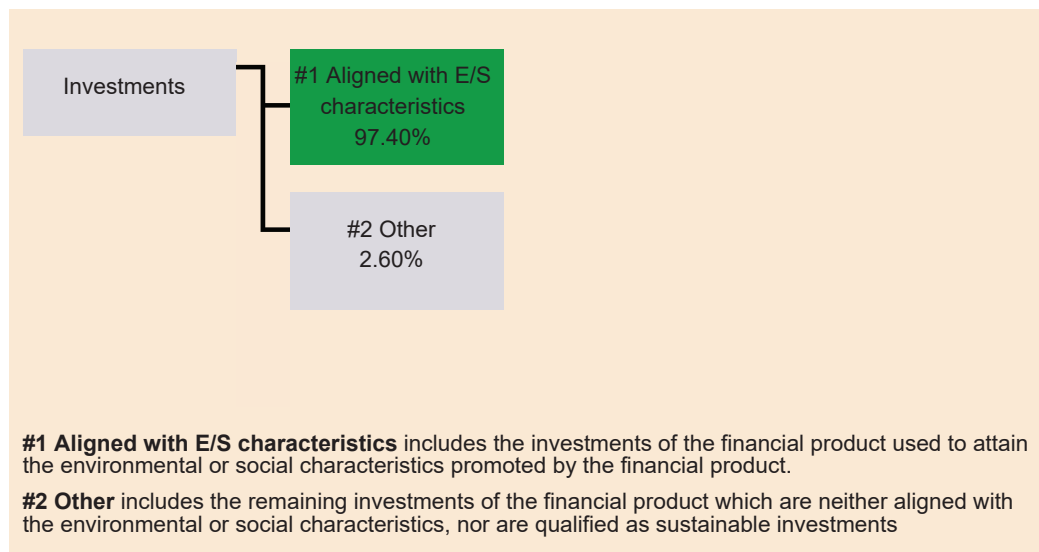 Investments
#1 Aligned with E/S
characteristics
97.40%
#2 Other
2.60%
#1 Aligned with E/S characteristics includes the investments of the financial product used to attain
the environmental or social characteristics promoted by the financial product.
#2 Other includes the remaining investments of the financial product which are neither aligned with
the environmental or social characteristics, nor are qualified as sustainable investments